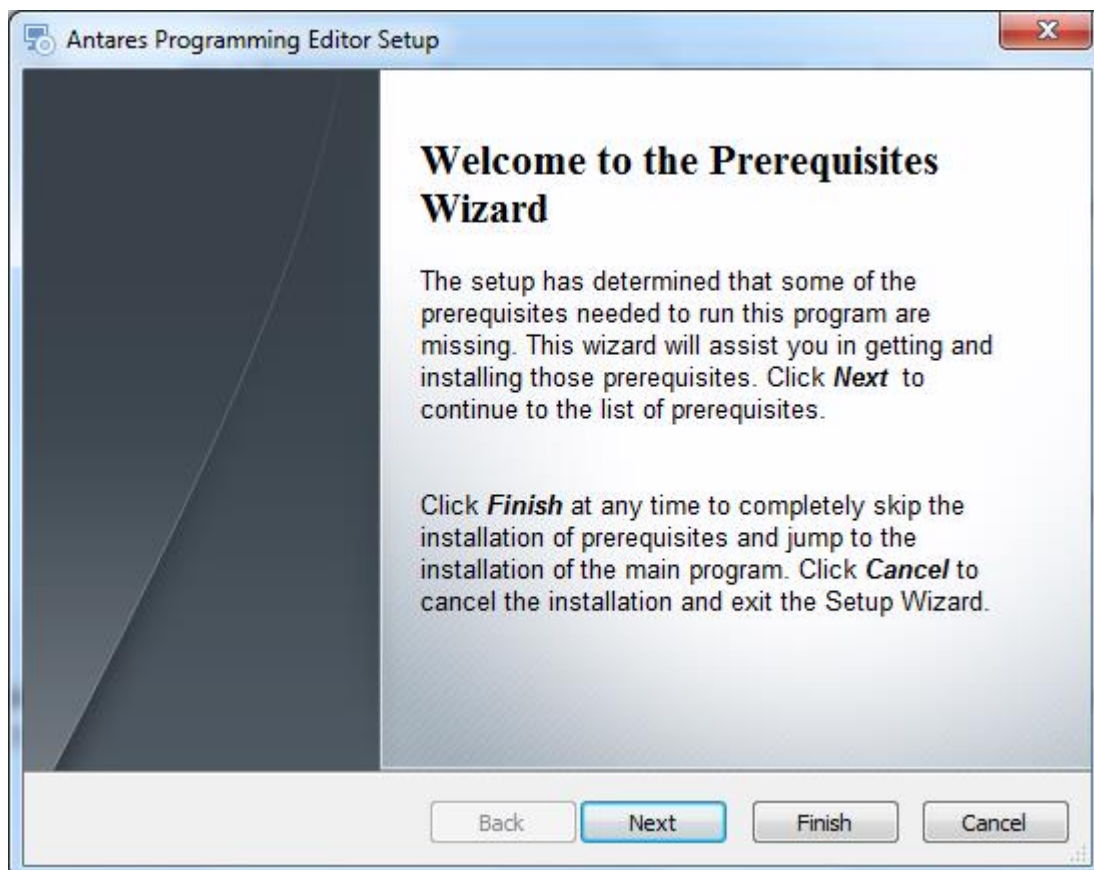 Antares Programming Editor Setup
Welcome to the Prerequisites
Wizard
The setup has determined that some of the
prerequisites needed to run this program are
missing. This wizard will assist you in getting and
installing those prerequisites. Click Next to
continue to the list of prerequisites.
Click Finish at any time to completely skip the
installation of prerequisites and jump to the
installation of the main program. Click Cancel to
cancel the installation and exit the Setup Wizard.
Back Next Finish Cancel